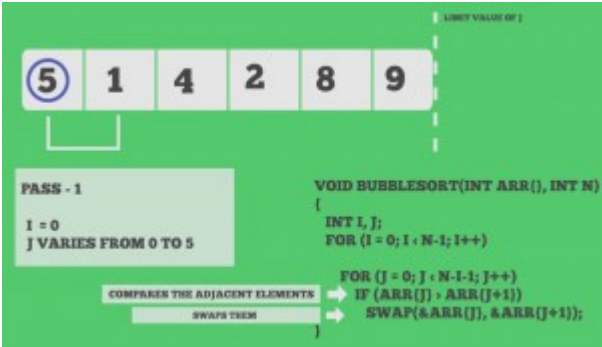 LIMIT VALUE OF J
5 1 4 2 8 9
PASS - 1
I = 0
J VARIES FROM 0 TO 5
VOID BUBBLESORT(INT ARR(), INT N)
{
INT I, J;
FOR (I = 0; I < N-1; I++)
FOR (J = 0; J < N-I-1; J++)
COMPARES THE ADJACENT ELEMENTS
IF (ARR(J) > ARR(J+1))
SWAPS THEM
SWAP(&ARR(J), &ARR(J+1));
}